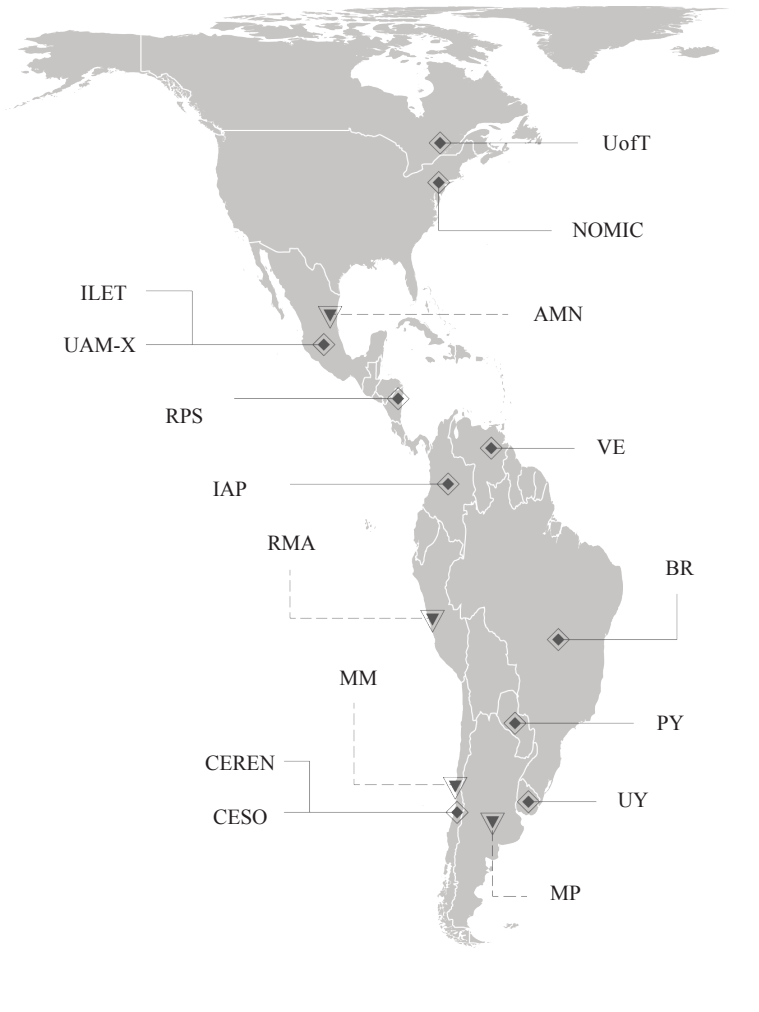 UofT
NOMIC
ILET
AMN
UAM-X
RPS
VE
IAP
RMA
BR
MM
PY
CEREN
UY
CESO
MP